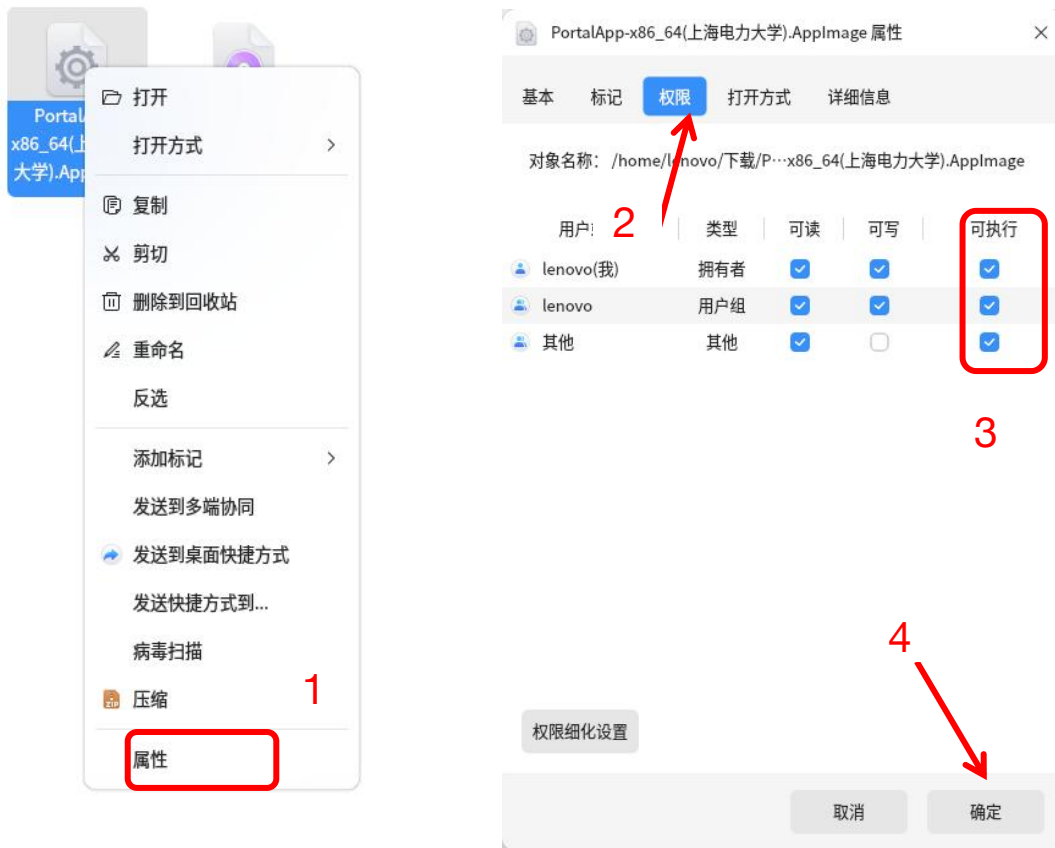 Portal
x86_64(上
大学).App
打开
打开方式
复制
剪切
删除到回收站
重命名
反选
添加标记
发送到多端协同
发送到桌面快捷方式
发送快捷方式到...
病毒扫描
压缩
1
属性
PortalApp-x86_64(上海电力大学).AppImage 属性
基本 标记 权限 打开方式 详细信息
对象名称： /home/lenovo/下载/P···x86_64(上海电力大学).AppImage
2
用户 类型 可读 可写 可执行
lenovo(我) 拥有者
lenovo 用户组
其他 其他
3
4
权限细化设置
取消 确定